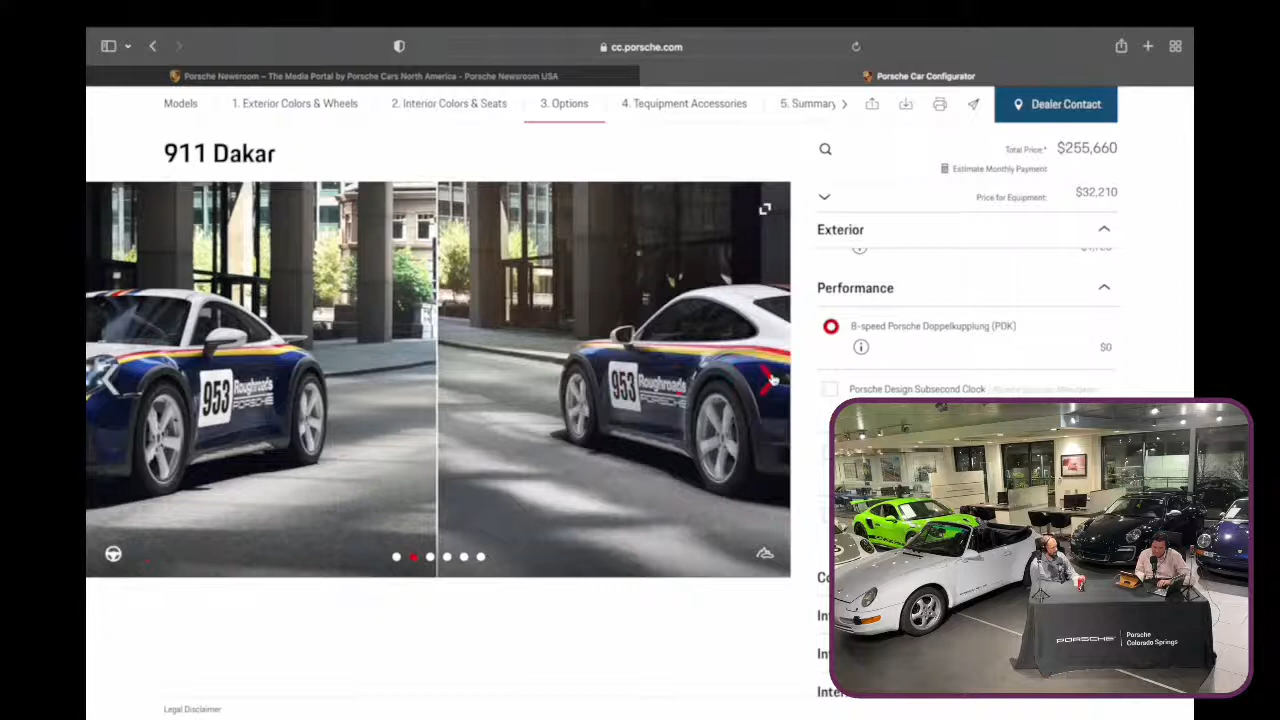 cc.porsche.com
Porsche Newsroom – The Media Portal by Porsche Cars North America - Porsche Newsroom USA
Porsche Car Configurator
Models
1. Exterior Colors & Wheels
2. Interior Colors & Seats
3. Options
4. Tequipment Accessories
5. Summary
Dealer Contact
911 Dakar
Total Price:* $255,660
Estimate Monthly Payment
Price for Equipment: $32,210
Exterior
Performance
8-speed Porsche Doppelkupplung (PDK)
$0
Porsche Design Subsecond Clock
953 Roughroads
PORSCHE
953 Roughroads
PORSCHE
Legal Disclaimer
PORSCHE
Porsche
Colorado Springs